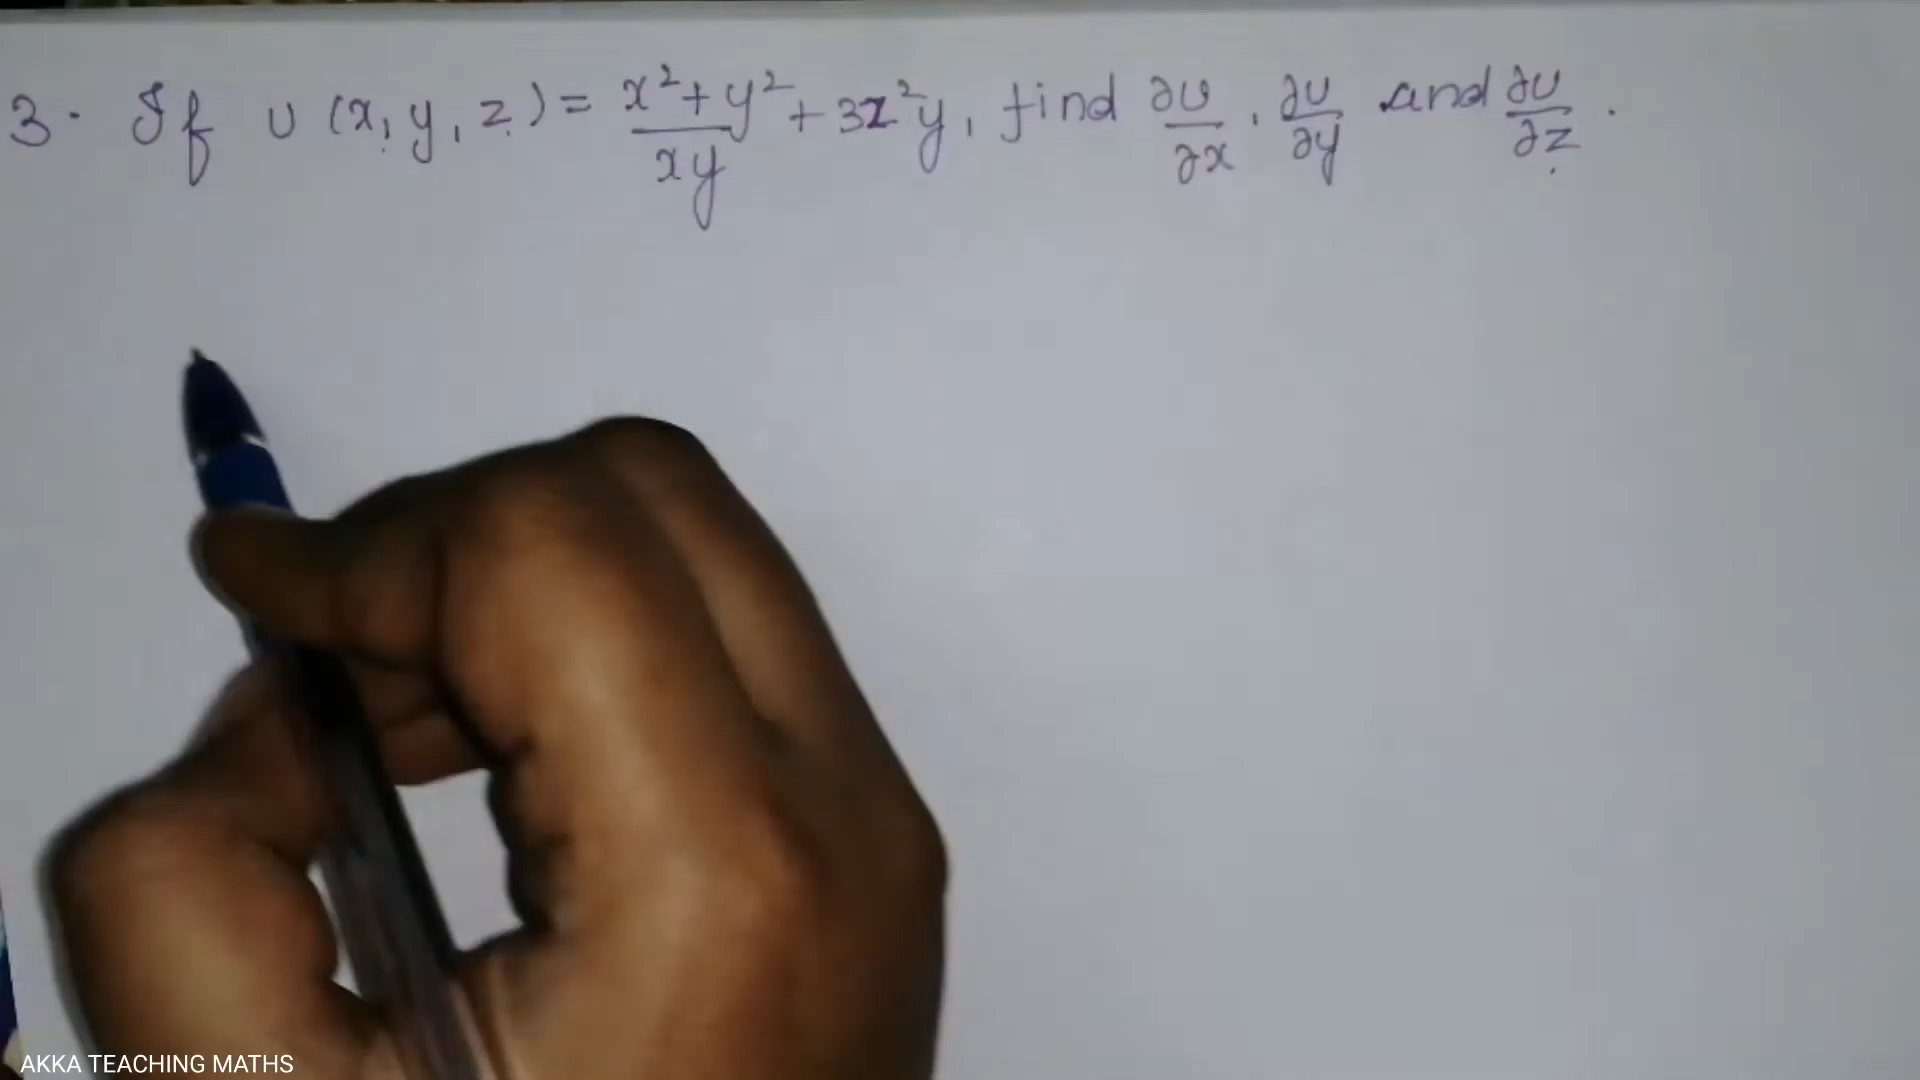 3. If U(x, y, z) = x²+y²/xy + 3z²y, find ∂U/∂x, ∂U/∂y and ∂U/∂z.
AKKA TEACHING MATHS